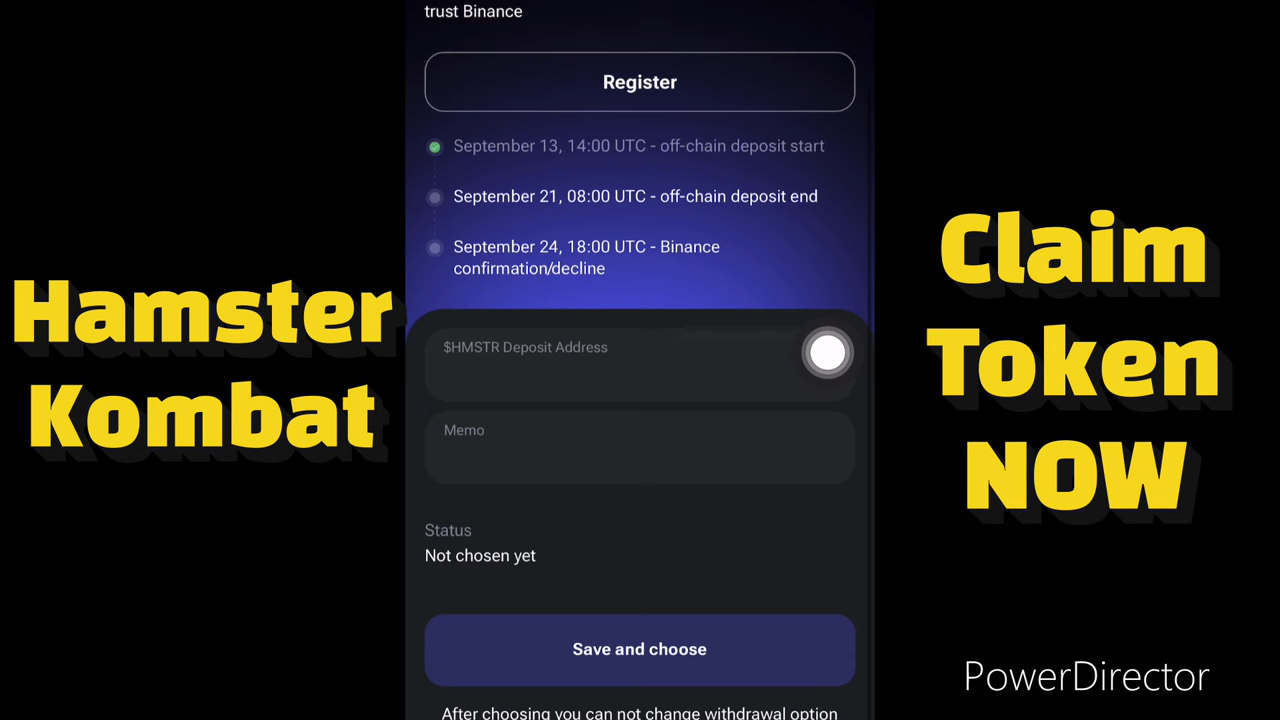 trust Binance
Register
September 13, 14:00 UTC - off-chain deposit start
September 21, 08:00 UTC - off-chain deposit end
September 24, 18:00 UTC - Binance
confirmation/decline
Hamster
Kombat
Claim
Token
NOW
$HMSTR Deposit Address
Memo
Status
Not chosen yet
Save and choose
After choosing you can not change withdrawal option
PowerDirector